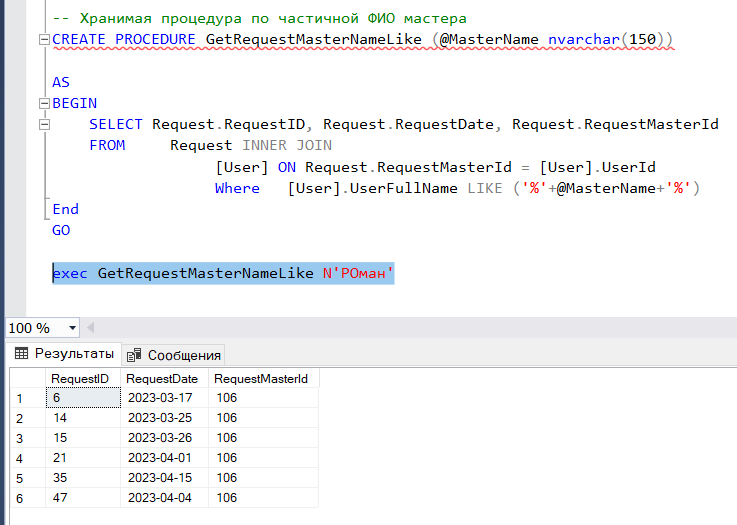 -- Хранимая процедура по частичной ФИО мастера
CREATE PROCEDURE GetRequestMasterNameLike (@MasterName nvarchar(150))
AS
BEGIN
SELECT Request.RequestID, Request.RequestDate, Request.RequestMasterId
FROM Request INNER JOIN
[User] ON Request.RequestMasterId = [User].UserId
Where [User].UserFullName LIKE ('%'+@MasterName+'%')
End
GO
exec GetRequestMasterNameLike N'РОман'
100 %
Результаты Сообщения
RequestID RequestDate RequestMasterId
1 6 2023-03-17 106
2 14 2023-03-25 106
3 15 2023-03-26 106
4 21 2023-04-01 106
5 35 2023-04-15 106
6 47 2023-04-04 106